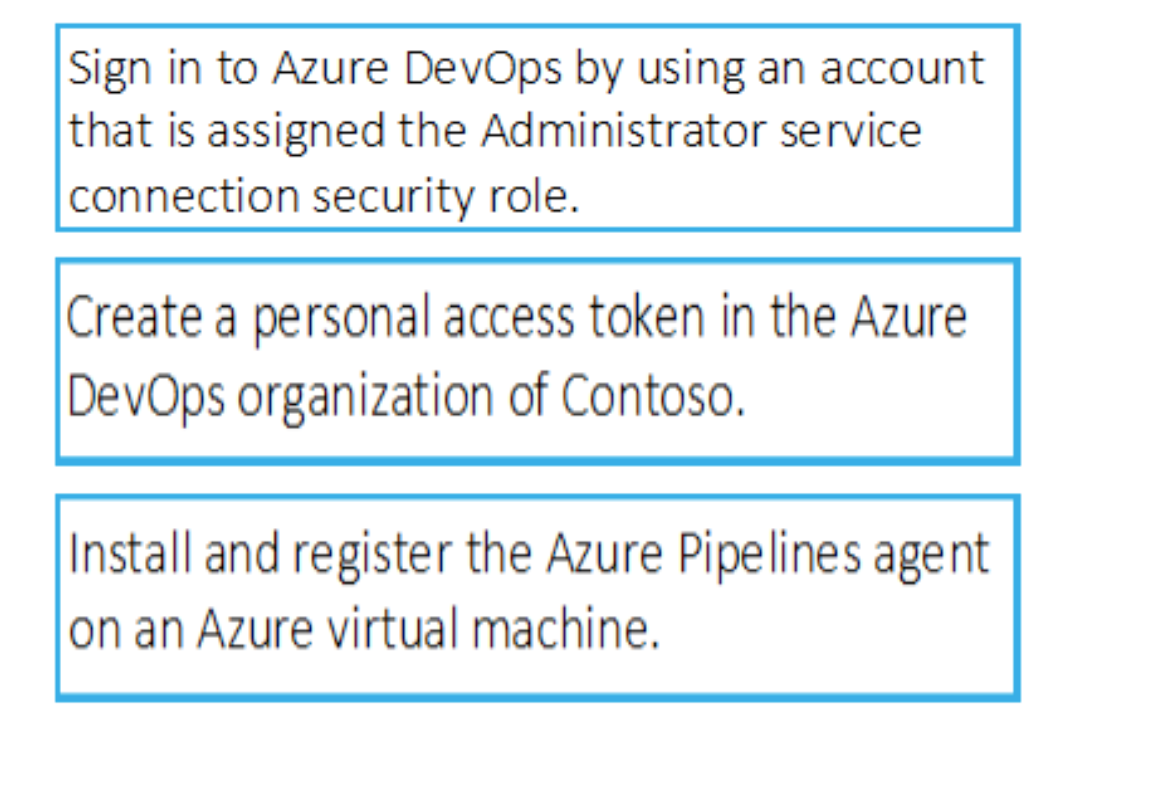 Sign in to Azure DevOps by using an account
that is assigned the Administrator service
connection security role.
Create a personal access token in the Azure
DevOps organization of Contoso.
Install and register the Azure Pipelines agent
on an Azure virtual machine.